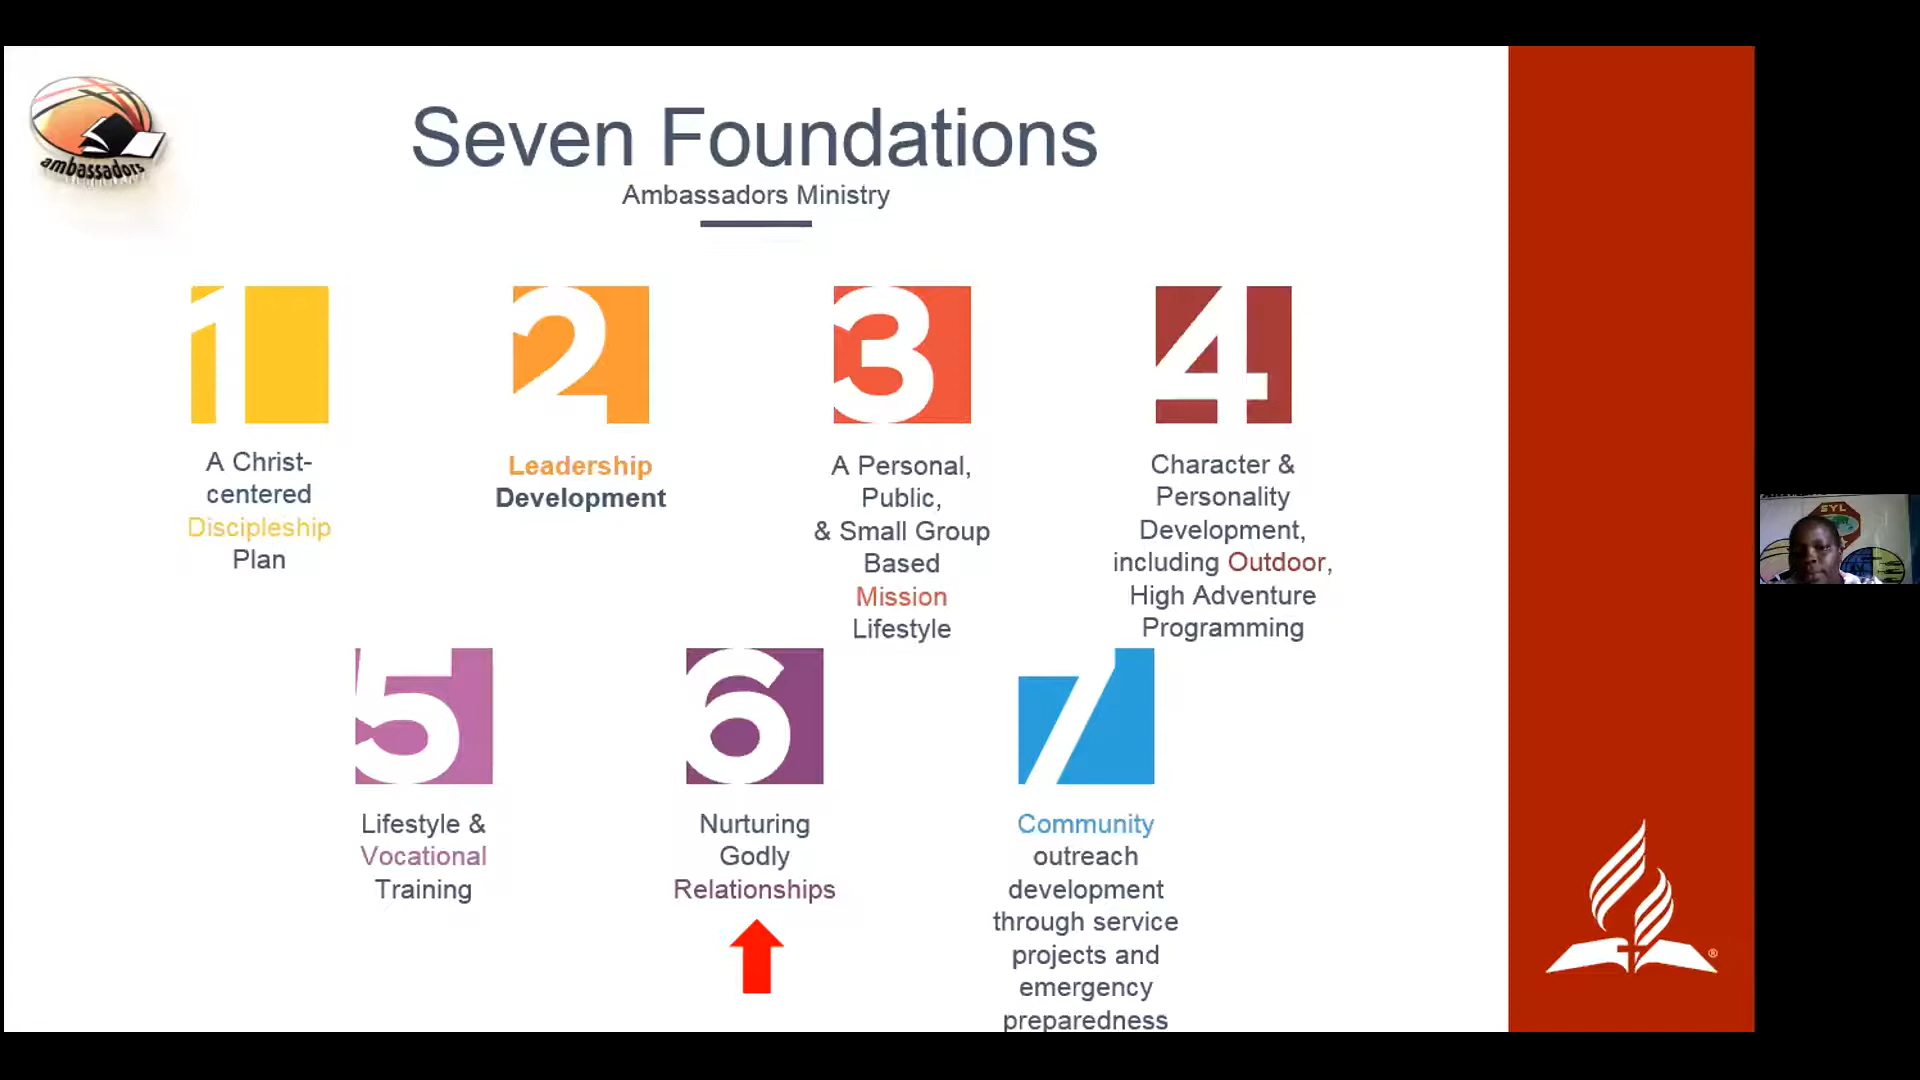 ambassadors
Seven Foundations
Ambassadors Ministry
1
2
3
4
A Christ-
centered
Discipleship
Plan
Leadership
Development
A Personal,
Public,
& Small Group
Based
Mission
Lifestyle
Character &
Personality
Development,
including Outdoor,
High Adventure
Programming
5
6
7
Lifestyle &
Vocational
Training
Nurturing
Godly
Relationships
Community
outreach
development
through service
projects and
emergency
preparedness
®
SYL